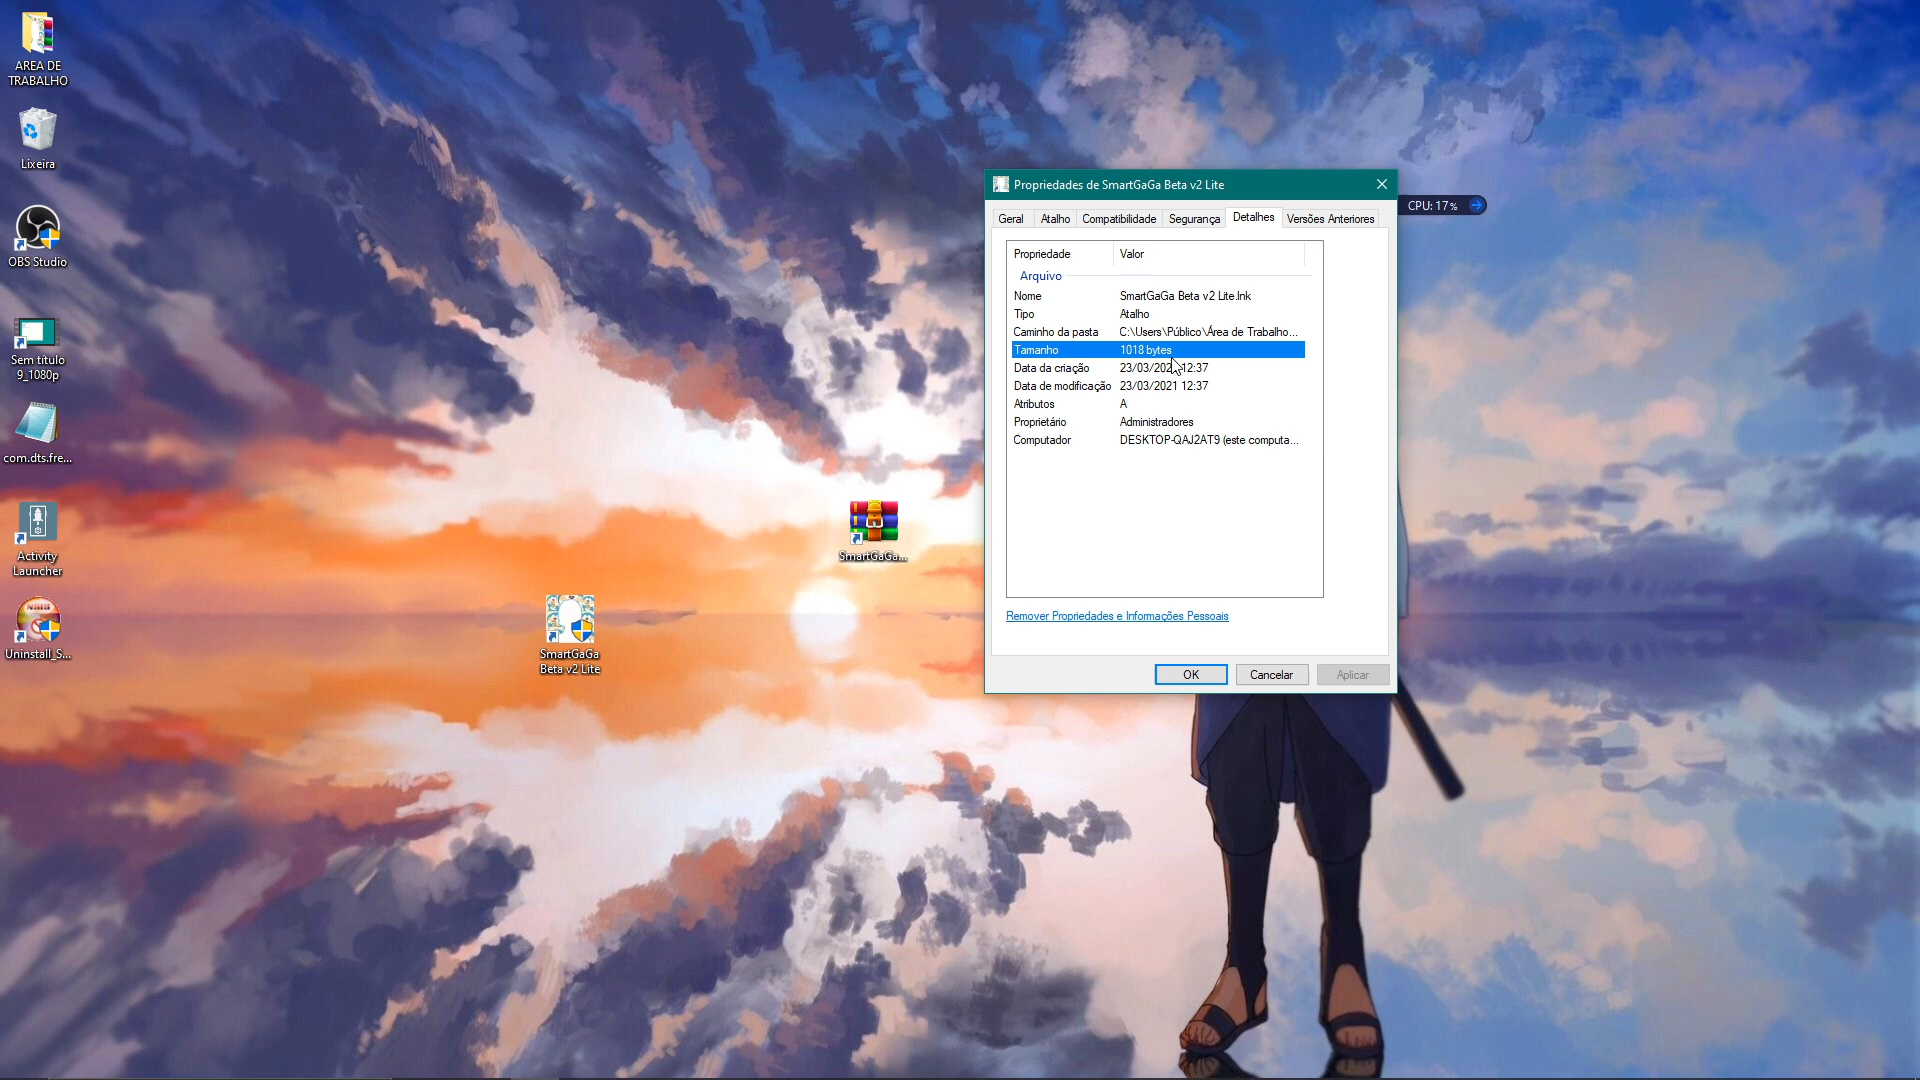 AREA DE
TRABALHO
Lixeira
OBS Studio
Sem título
9_1080p
com.dts.fre...
Activity
Launcher
Uninstall_S...
SmartGaGa
Beta v2 Lite
SmartGaGa...
Propriedades de SmartGaGa Beta v2 Lite
Geral Atalho Compatibilidade Segurança Detalhes Versões Anteriores
Propriedade Valor
Arquivo
Nome SmartGaGa Beta v2 Lite.lnk
Tipo Atalho
Caminho da pasta C:\Users\Público\Área de Trabalho...
Tamanho 1018 bytes
Data da criação 12:37
Data de modificação 23/03/2021 12:37
Atributos A
Proprietário Administradores
Computador DESKTOP-QAJ2AT9 (este computa...
Remover Propriedades e Informações Pessoais
OK Cancelar Aplicar
CPU: 17%